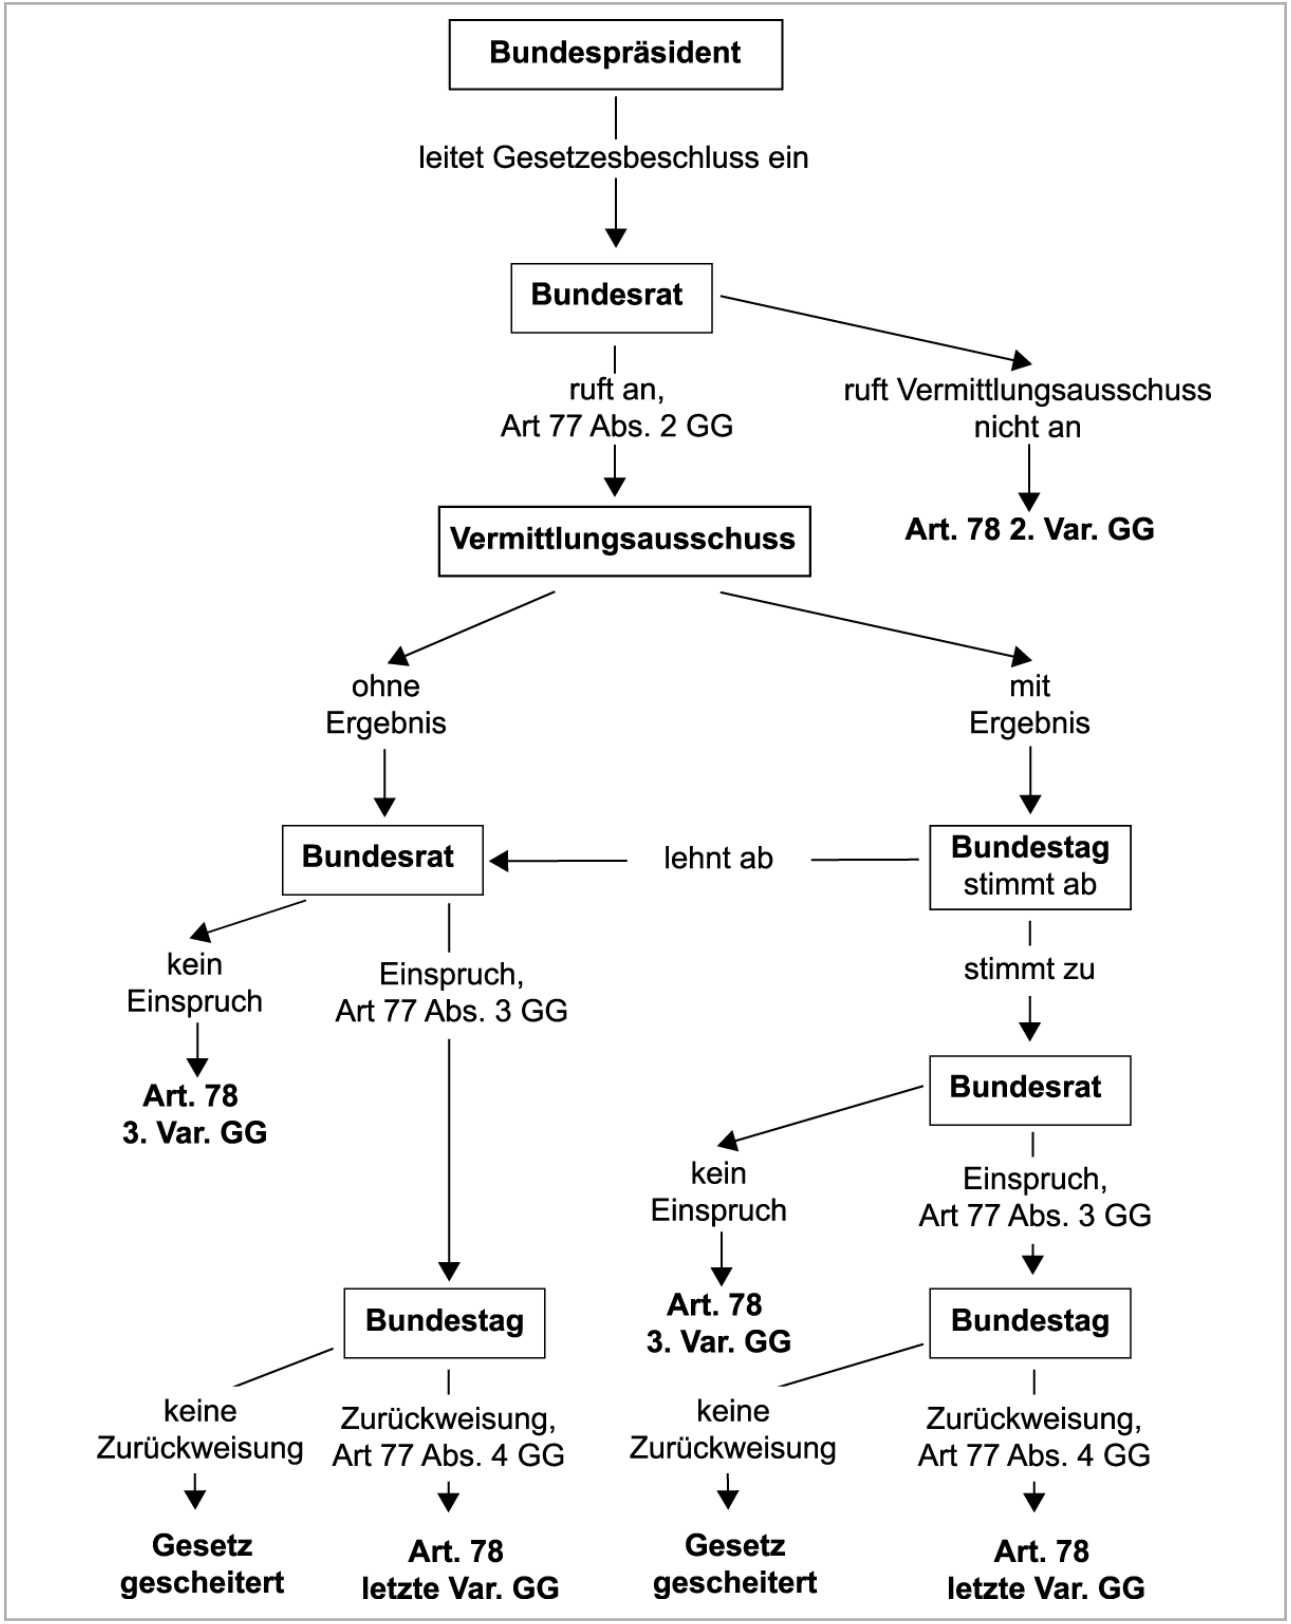 Bundespräsident
leitet Gesetzesbeschluss ein
Bundesrat
ruft an,
Art 77 Abs. 2 GG
ruft Vermittlungsausschuss
nicht an
Art. 78 2. Var. GG
Vermittlungsausschuss
ohne
Ergebnis
mit
Ergebnis
Bundesrat
lehnt ab
Bundestag
stimmt ab
kein
Einspruch
Einspruch,
Art 77 Abs. 3 GG
stimmt zu
Art. 78
3. Var. GG
Bundesrat
kein
Einspruch
Einspruch,
Art 77 Abs. 3 GG
Bundestag
Art. 78
3. Var. GG
Bundestag
keine
Zurückweisung
Zurückweisung,
Art 77 Abs. 4 GG
keine
Zurückweisung
Zurückweisung,
Art 77 Abs. 4 GG
Gesetz
gescheitert
Art. 78
letzte Var. GG
Gesetz
gescheitert
Art. 78
letzte Var. GG